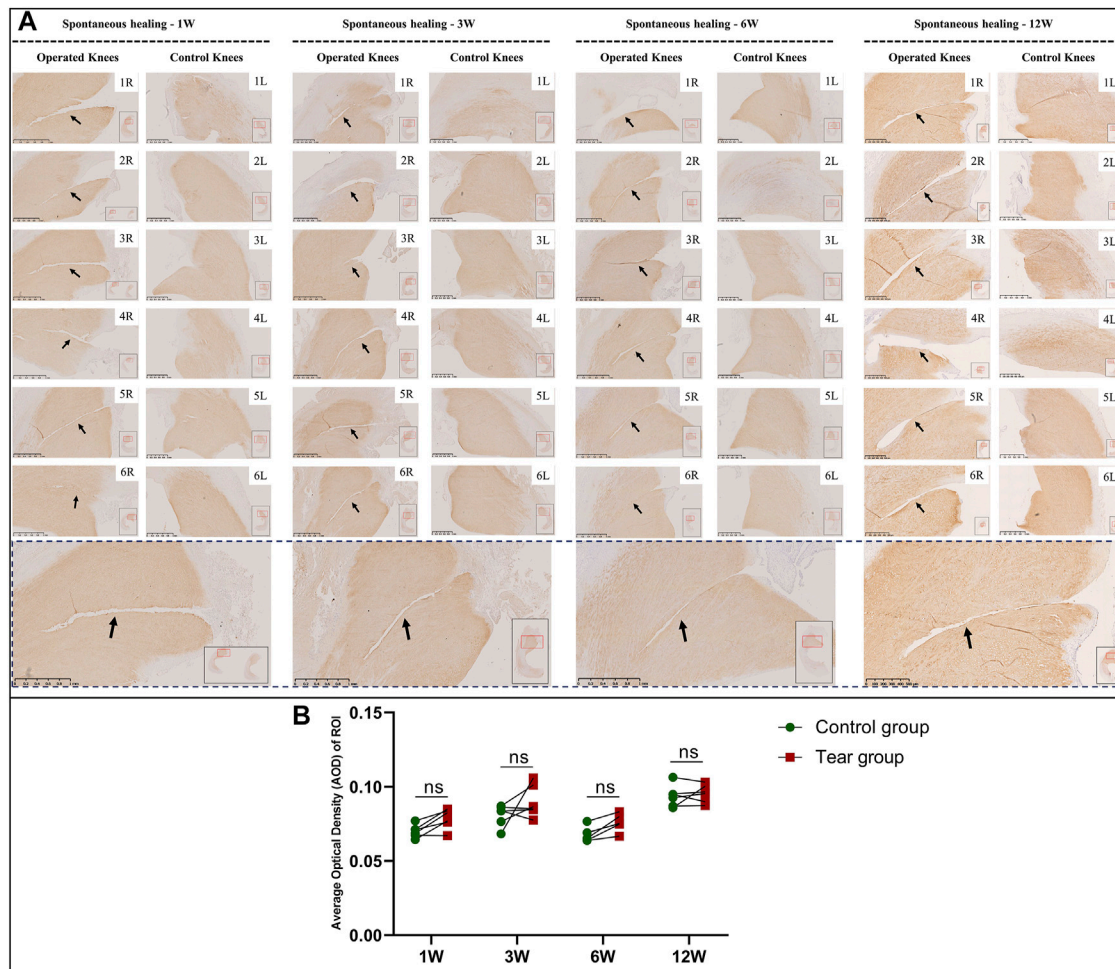 A
Spontaneous healing - 1W Spontaneous healing - 3W Spontaneous healing - 6W Spontaneous healing - 12W
Operated Knees Control Knees Operated Knees Control Knees Operated Knees Control Knees Operated Knees Control Knees
1R 1L 1R 1L 1R 1L 1R 1L
2R 2L 2R 2L 2R 2L 2R 2L
3R 3L 3R 3L 3R 3L 3R 3L
4R 4L 4R 4L 4R 4L 4R 4L
5R 5L 5R 5L 5R 5L 5R 5L
6R 6L 6R 6L 6R 6L 6R 6L
B
Average Optical Density (AOD) of ROI
0.15
0.10
0.05
0.00
ns ns ns ns
1W 3W 6W 12W
Control group
Tear group